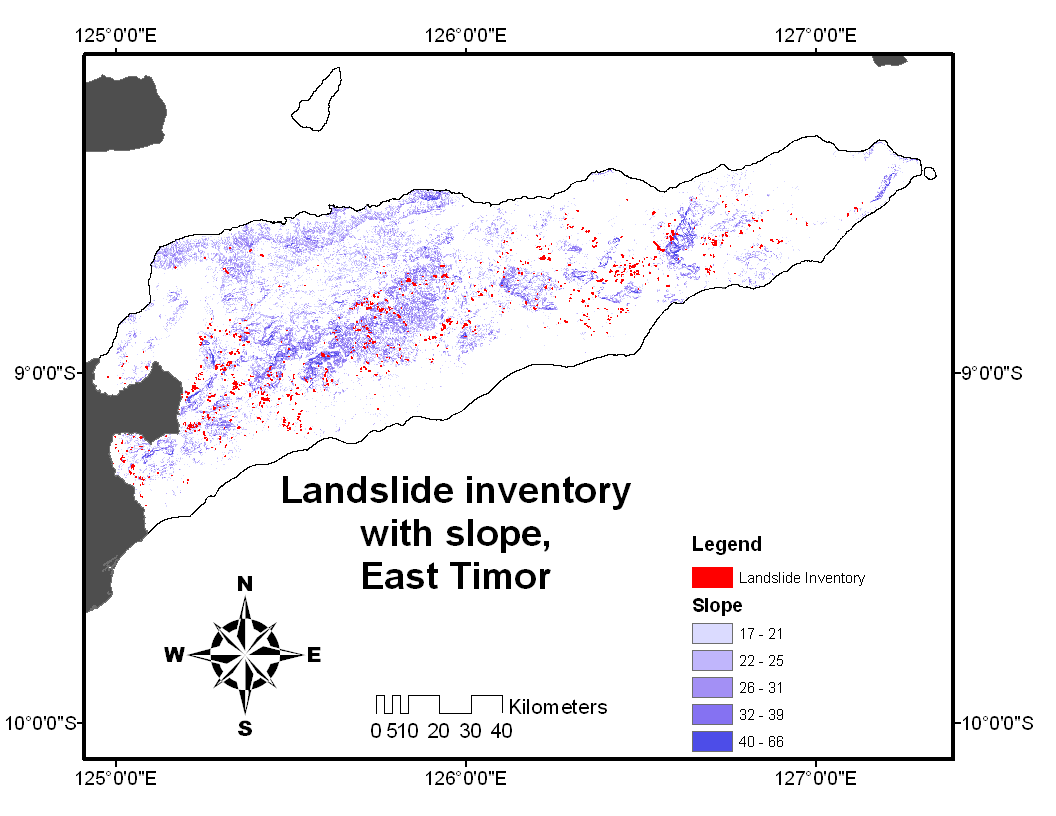 125°0'0"E 126°0'0"E 127°0'0"E
9°0'0"S 9°0'0"S
Landslide inventory
with slope,
East Timor
Legend
Landslide Inventory
Slope
17 - 21
22 - 25
26 - 31
32 - 39
40 - 66
N
W E
S
Kilometers
0 510 20 30 40
10°0'0"S 10°0'0"S
125°0'0"E 126°0'0"E 127°0'0"E